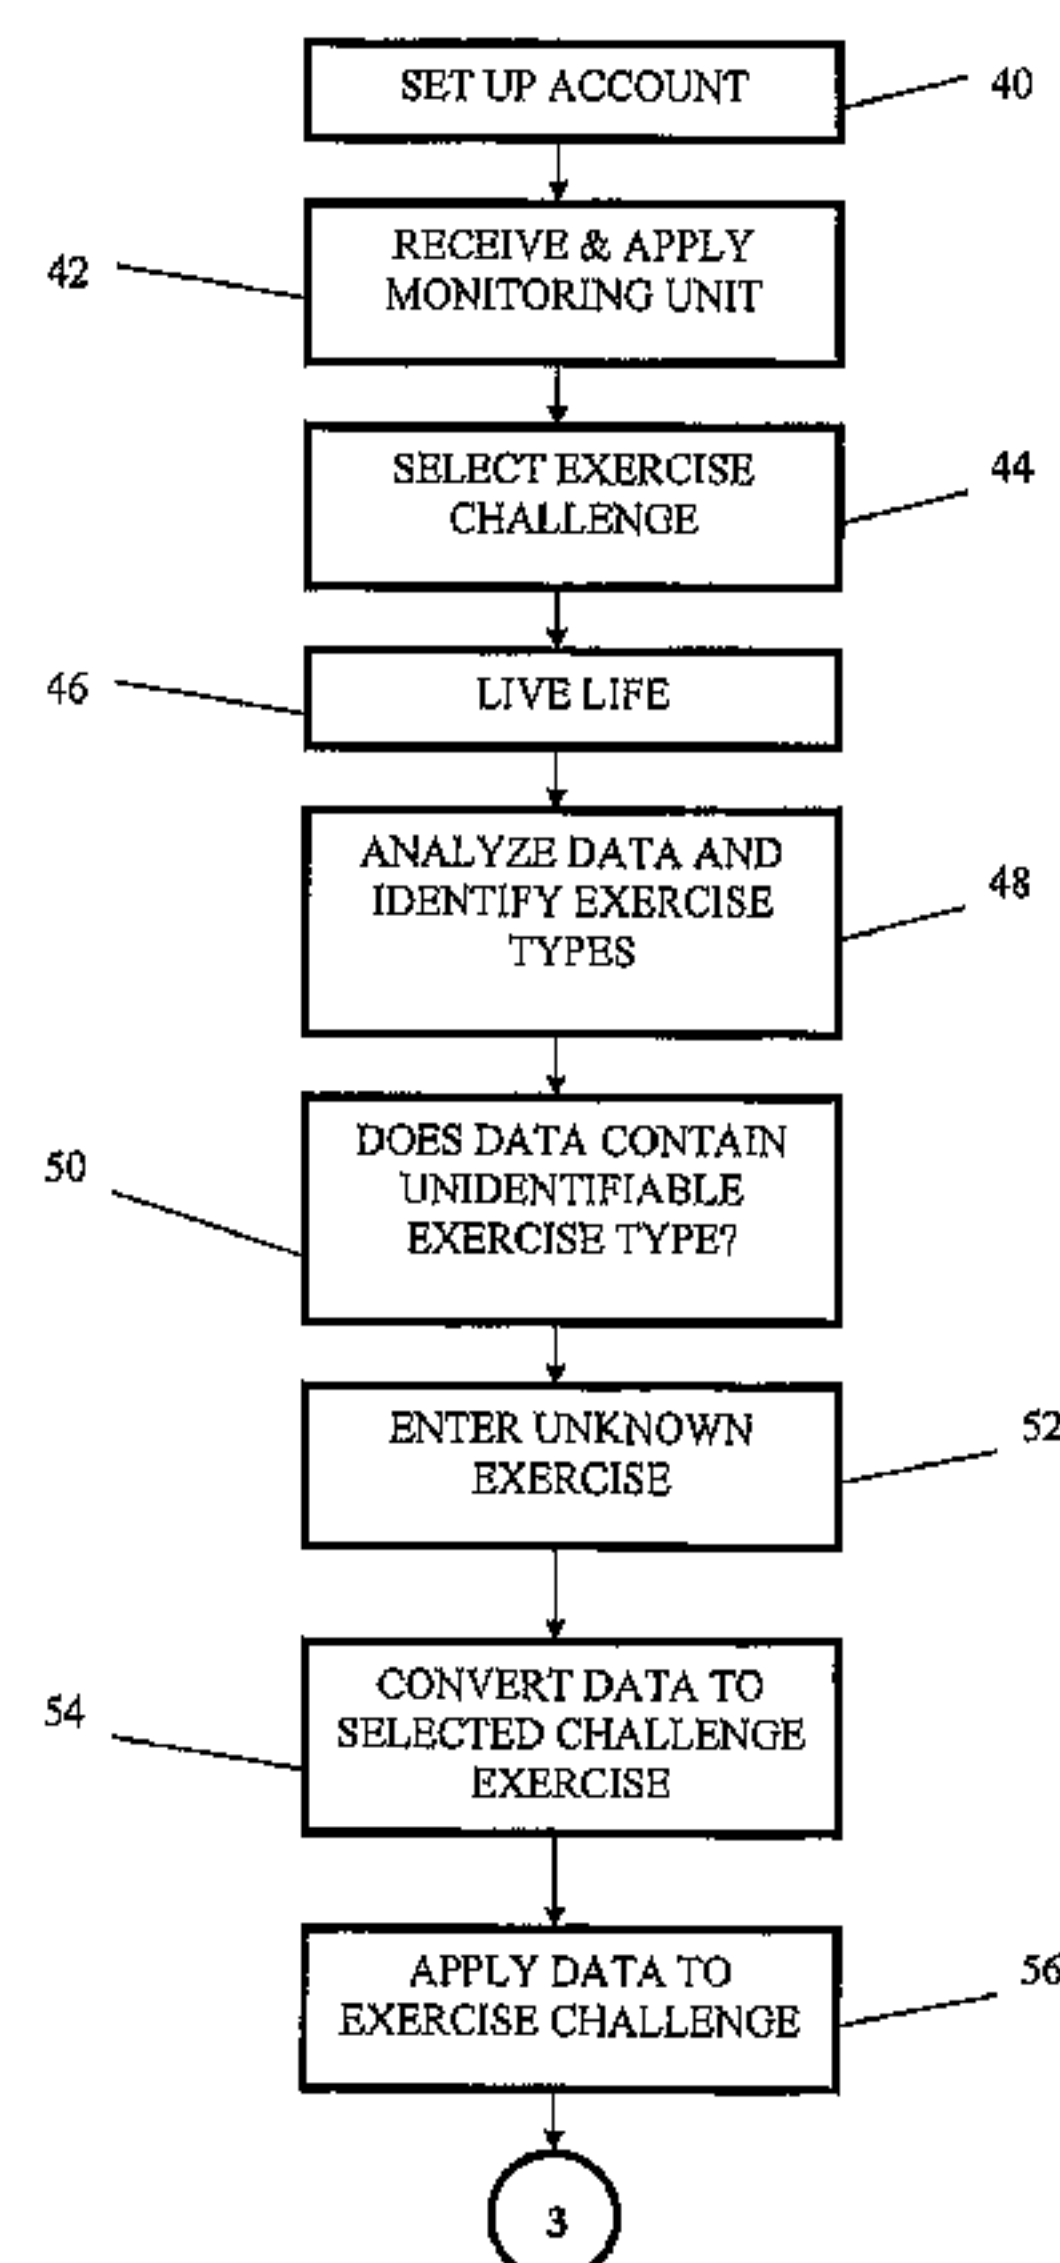 SET UP ACCOUNT
40
RECEIVE & APPLY
MONITORING UNIT
42
SELECT EXERCISE
CHALLENGE
44
LIVE LIFE
46
ANALYZE DATA AND
IDENTIFY EXERCISE
TYPES
48
DOES DATA CONTAIN
UNIDENTIFIABLE
EXERCISE TYPE?
50
ENTER UNKNOWN
EXERCISE
52
CONVERT DATA TO
SELECTED CHALLENGE
EXERCISE
54
APPLY DATA TO
EXERCISE CHALLENGE
56
3